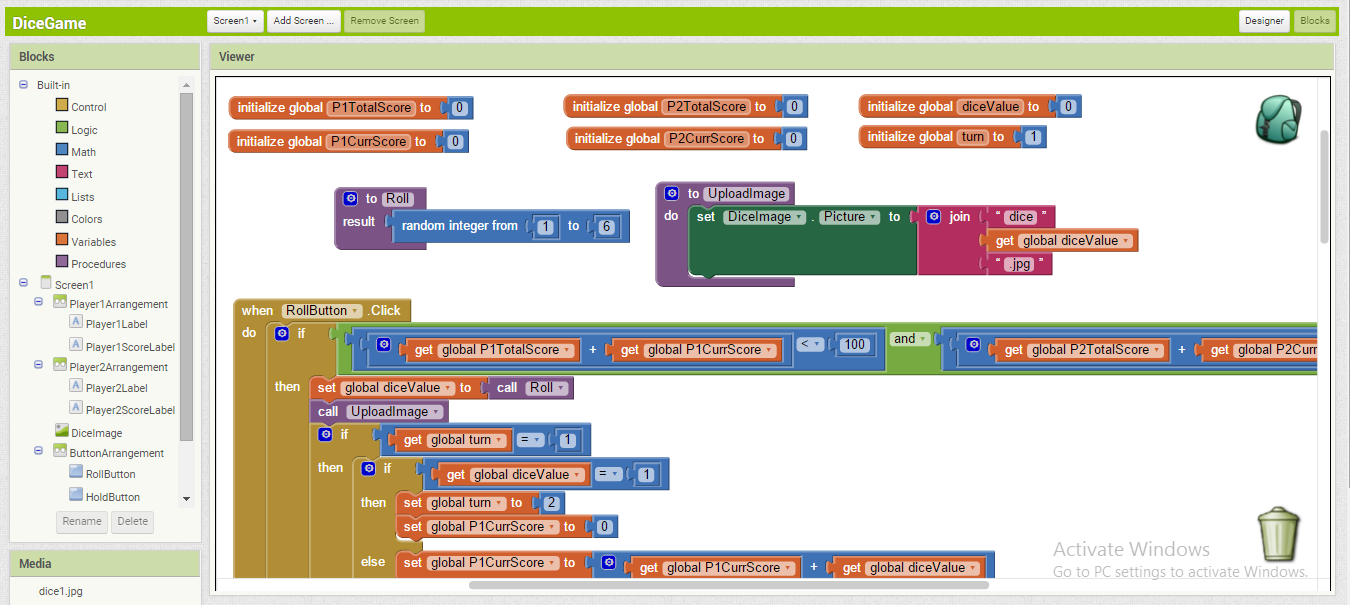 DiceGame Screen1 Add Screen ... Remove Screen Designer Blocks
Blocks
Built-in
Control
Logic
Math
Text
Lists
Colors
Variables
Procedures
Screen1
Player1Arrangement
Player1Label
Player1ScoreLabel
Player2Arrangement
Player2Label
Player2ScoreLabel
DiceImage
ButtonArrangement
RollButton
HoldButton
Rename Delete
Media
dice1.jpg
Viewer
initialize global P1TotalScore to 0
initialize global P2TotalScore to 0
initialize global diceValue to 0
initialize global P1CurrScore to 0
initialize global P2CurrScore to 0
initialize global turn to 1
to Roll
result random integer from 1 to 6
to UploadImage
do set DiceImage . Picture to join " dice "
get global diceValue
" .jpg "
when RollButton .Click
do if get global P1TotalScore + get global P1CurrScore < 100 and get global P2TotalScore + get global P2Curr
then set global diceValue to call Roll
call UploadImage
if get global turn = 1
then if get global diceValue = 1
then set global turn to 2
set global P1CurrScore to 0
else set global P1CurrScore to get global P1CurrScore + get global diceValue
Activate Windows
Go to PC settings to activate Windows.